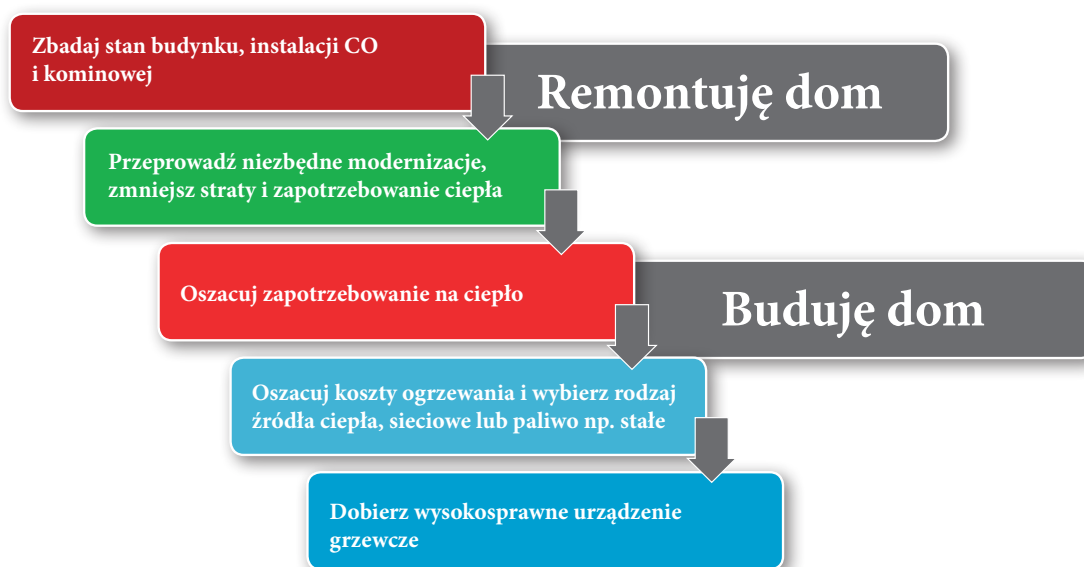 Zbadaj stan budynku, instalacji CO
i kominowej
Remontuję dom
Przeprowadź niezbędne modernizacje,
zmniejsz straty i zapotrzebowanie ciepła
Oszacuj zapotrzebowanie na ciepło
Buduję dom
Oszacuj koszty ogrzewania i wybierz rodzaj
źródła ciepła, sieciowe lub paliwo np. stałe
Dobierz wysokosprawne urządzenie
grzewcze